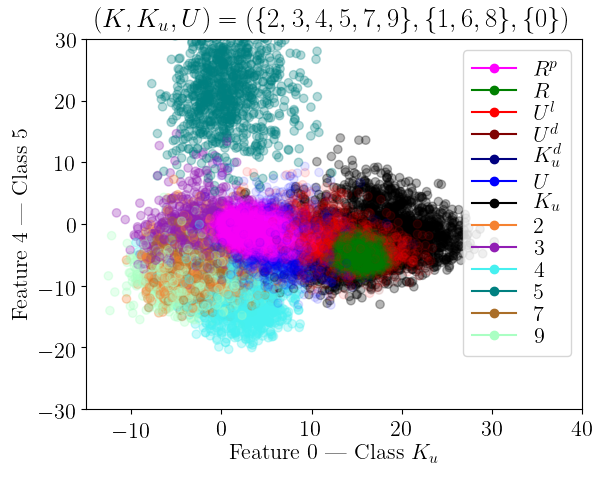 (K, K_u, U) = ({2, 3, 4, 5, 7, 9}, {1, 6, 8}, {0})
30
20
10
0
−10
−20
−30
Feature 4 — Class 5
R^p
R
U^l
U^d
K_u^d
U
K_u
2
3
4
5
7
9
−10 0 10 20 30 40
Feature 0 — Class K_u